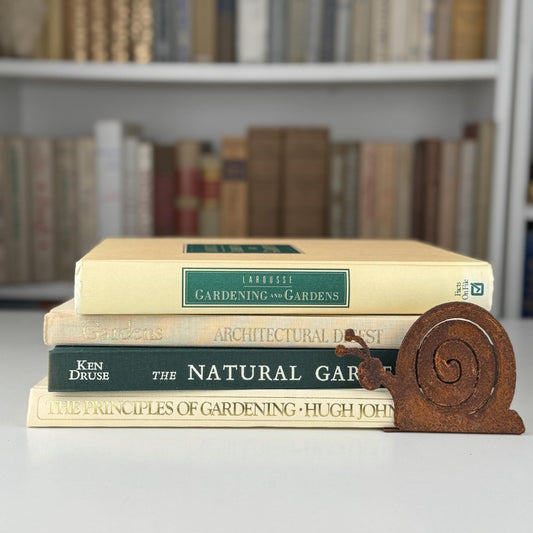 LAROUSSE
GARDENING AND GARDENS
Facts
On File
Gardens ARCHITECTURAL DIGEST
KEN
DRUSE
THE NATURAL GARDE
THE PRINCIPLES OF GARDENING · HUGH JOHN